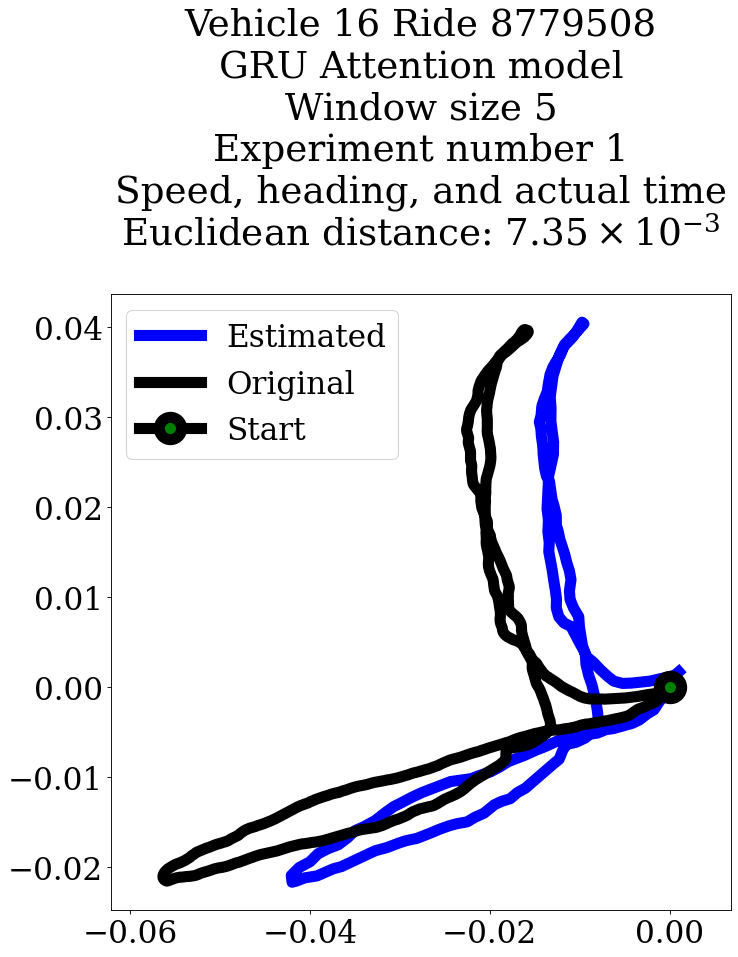 Vehicle 16 Ride 8779508
GRU Attention model
Window size 5
Experiment number 1
Speed, heading, and actual time
Euclidean distance: 7.35 × 10⁻³
Estimated
Original
Start
0.04
0.03
0.02
0.01
0.00
−0.01
−0.02
−0.06
−0.04
−0.02
0.00